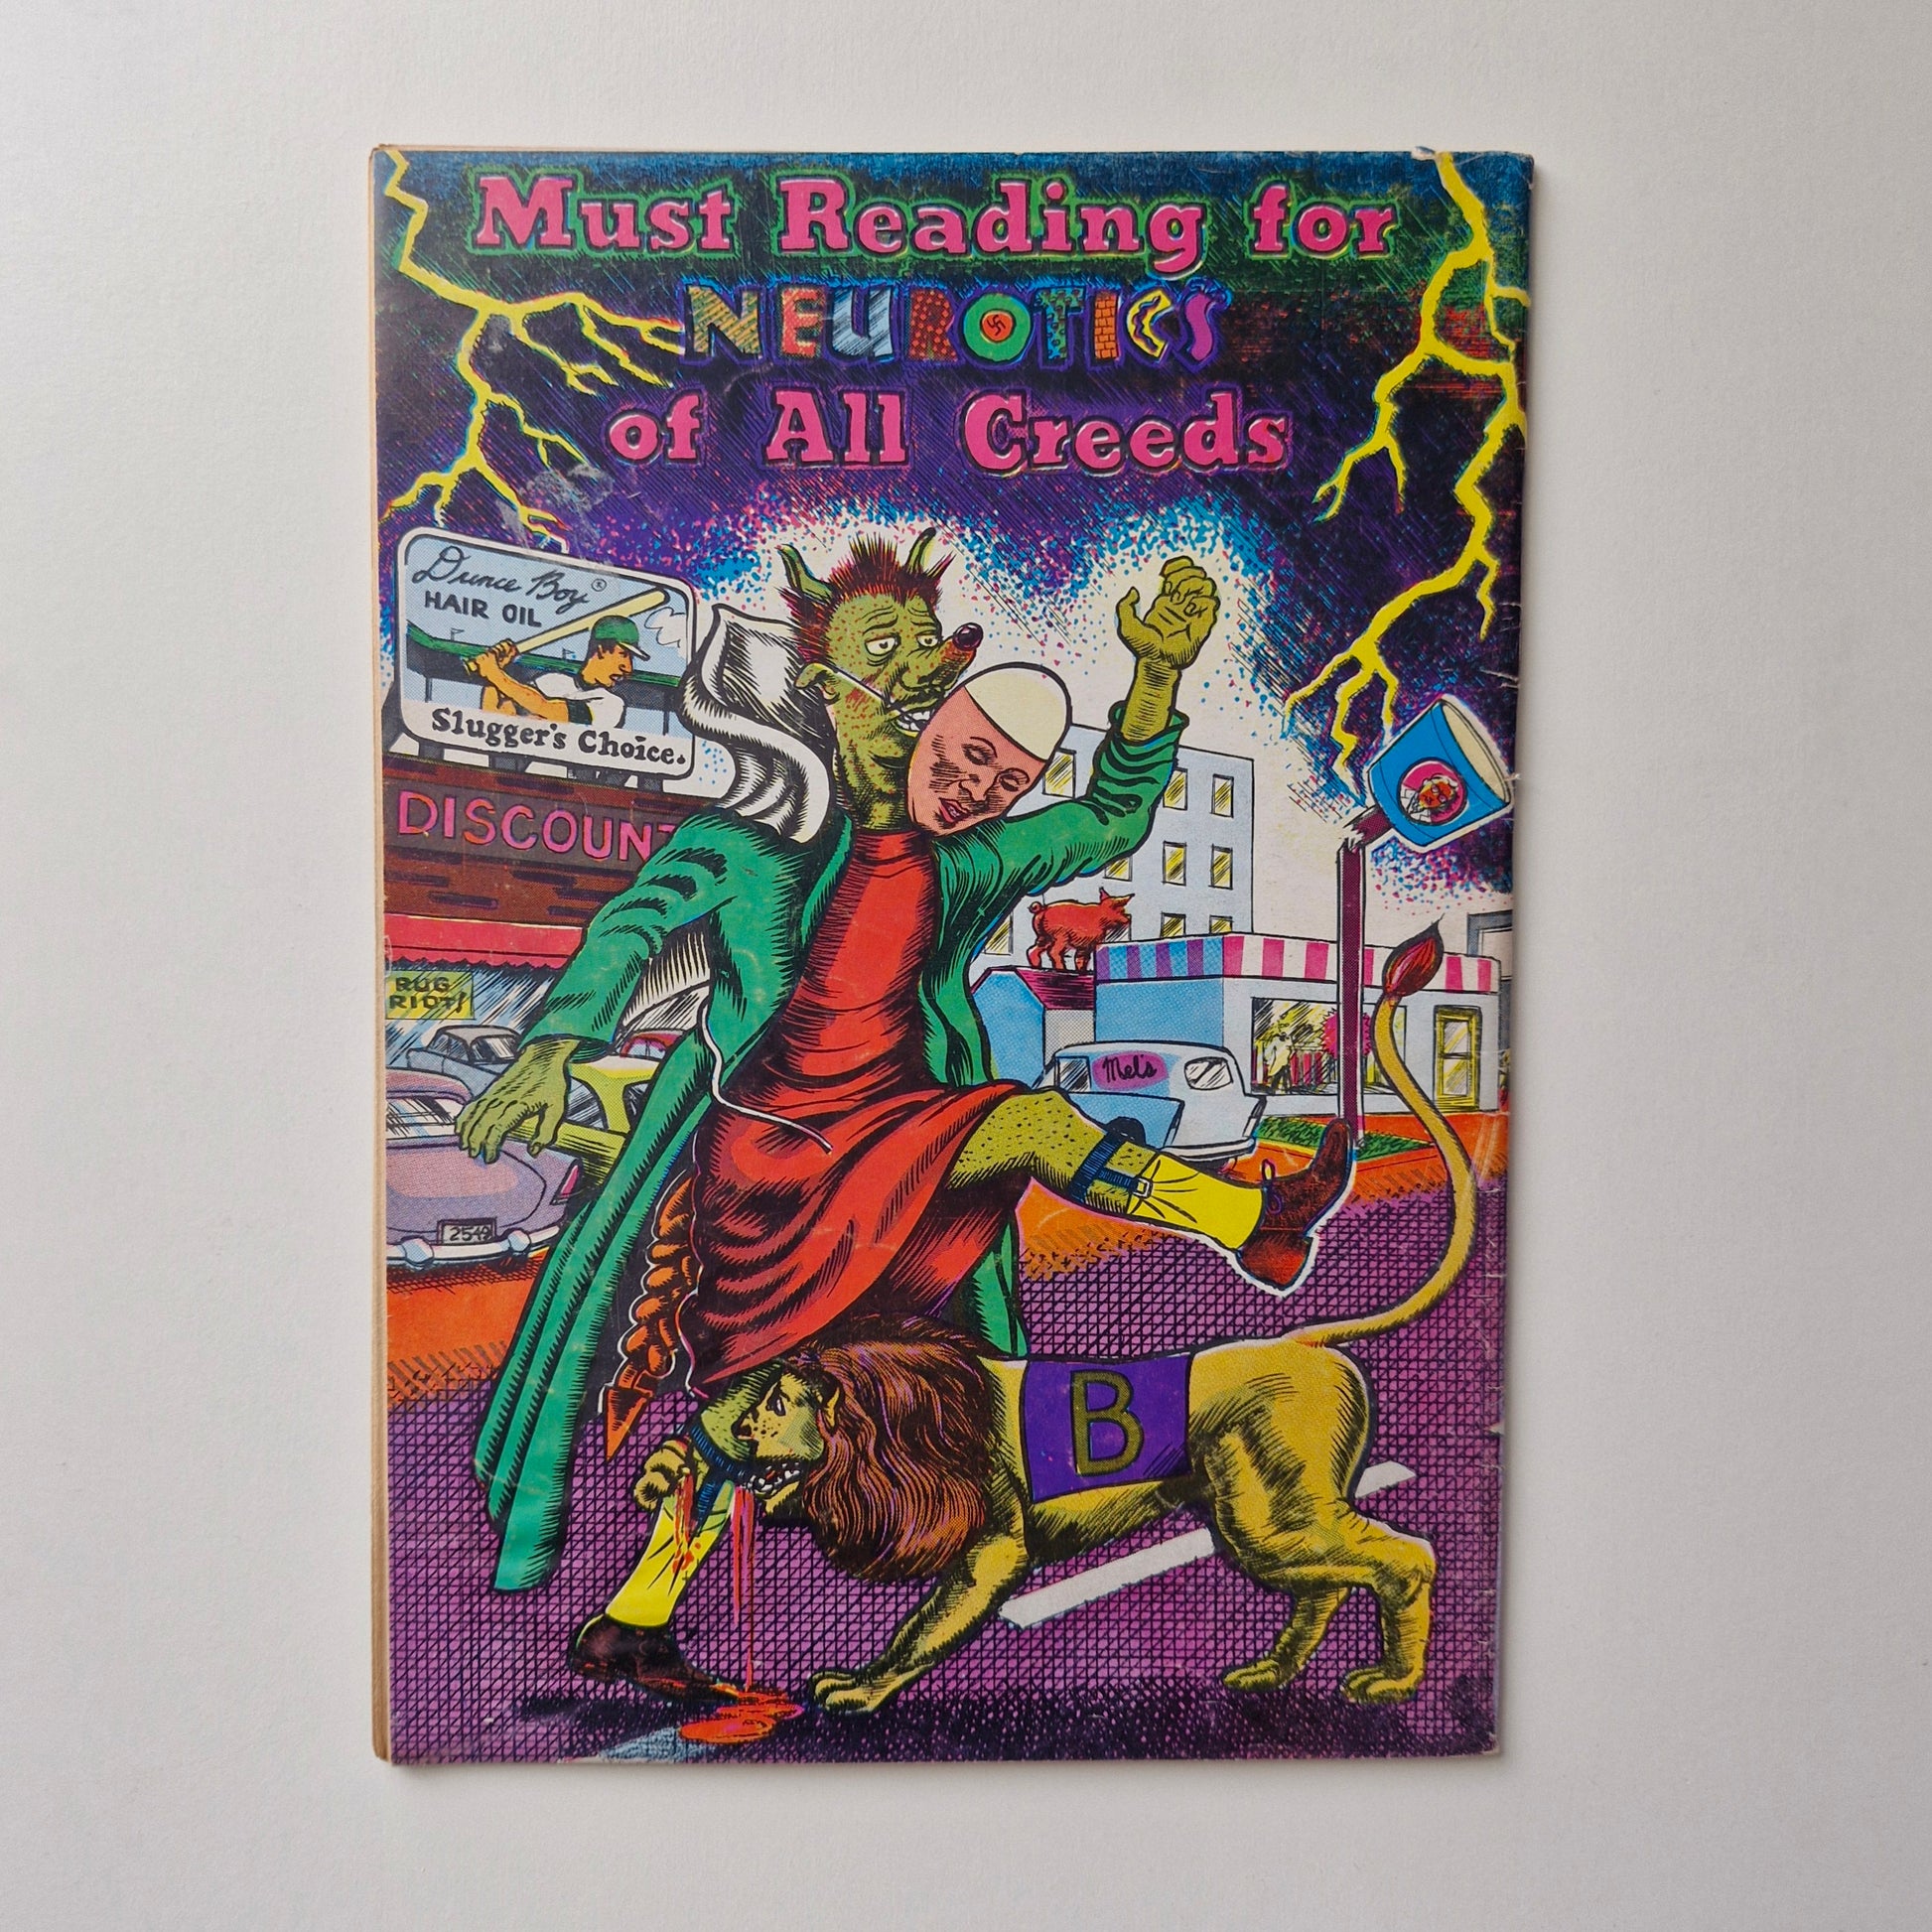 Must Reading for
NEUROTICS
of All Creeds
Dunce Boy®
HAIR OIL
Slugger's Choice.
DISCOUNT
RUG
RIOT!
Mel's
2549
B